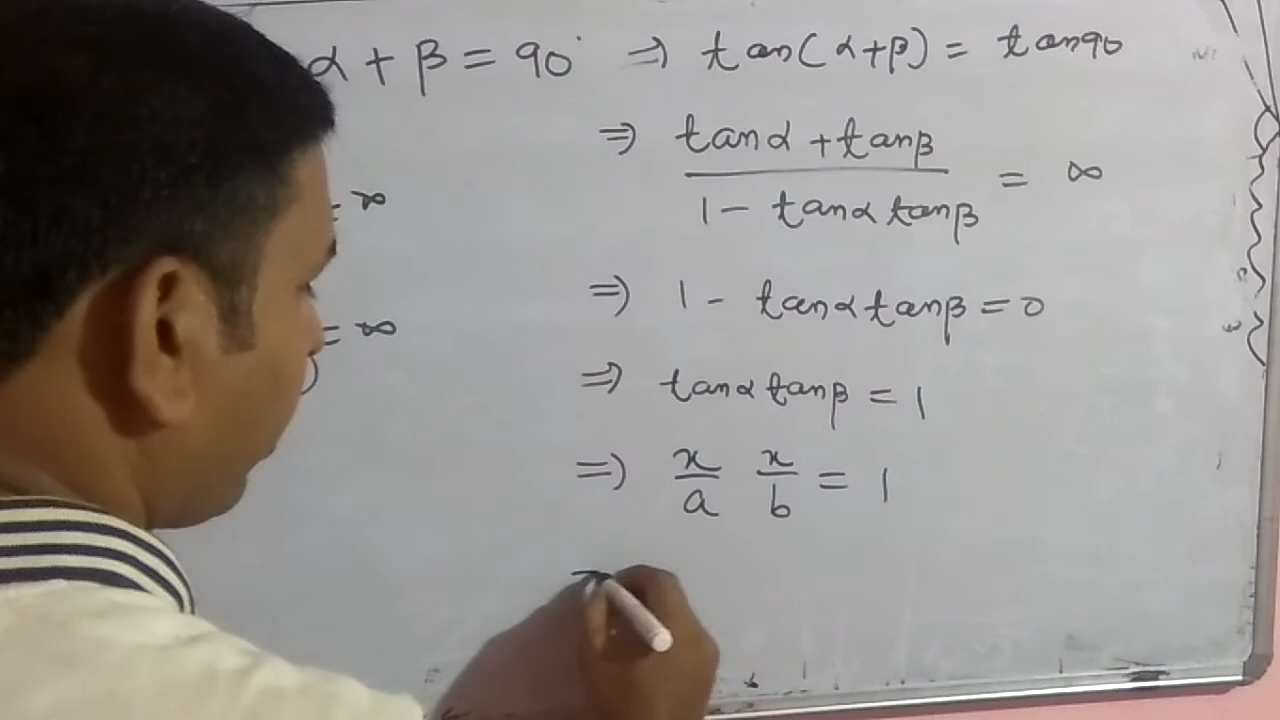 α + β = 90° ⇒ tan(α+β) = tan90
⇒ tanα + tanβ / 1 - tanα tanβ = ∞
= ∞
⇒ 1 - tanα tanβ = 0
= ∞
)
⇒ tanα tanβ = 1
⇒ x/a x/b = 1